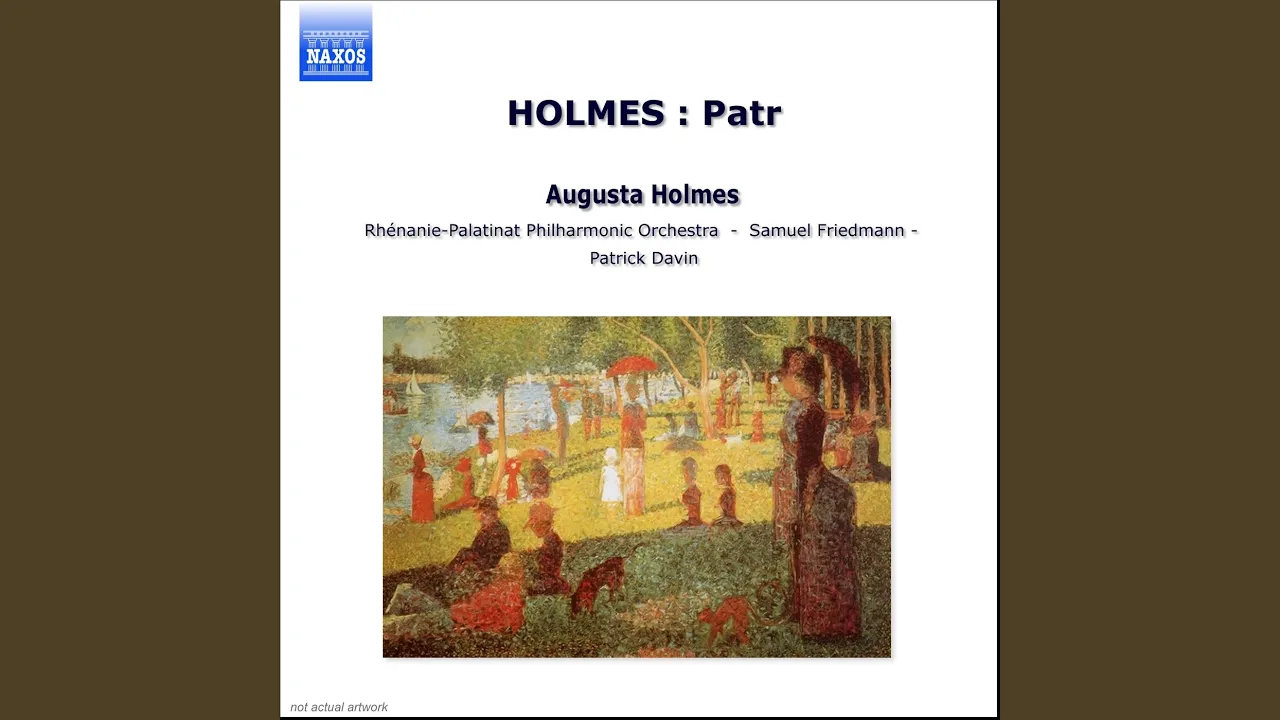 NAXOS
HOLMES : Patr
Augusta Holmes
Rhénanie-Palatinat Philharmonic Orchestra - Samuel Friedmann -
Patrick Davin
not actual artwork